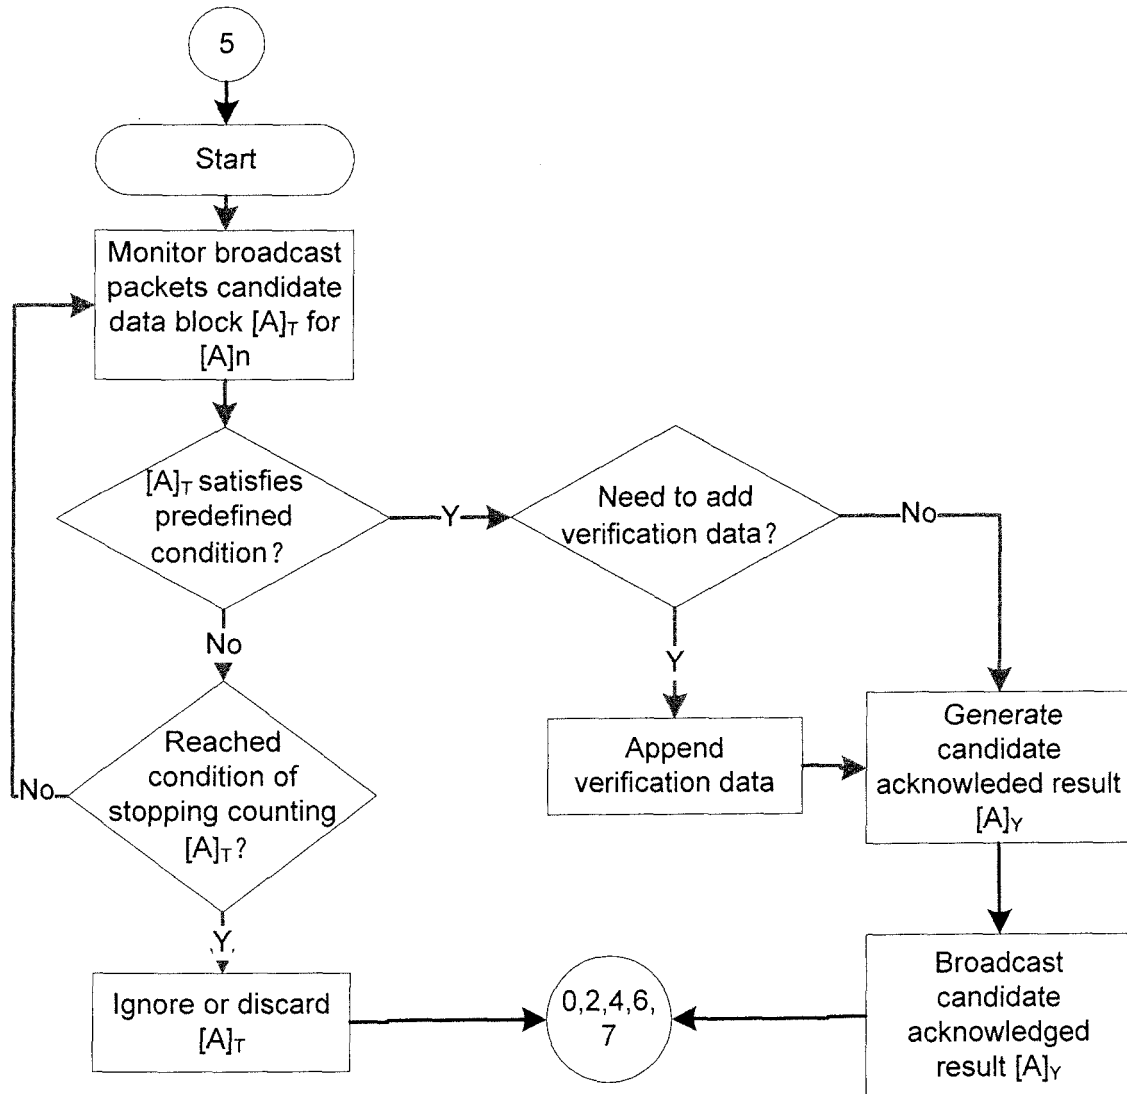 5
Start
Monitor broadcast
packets candidate
data block [A]T for
[A]n
[A]T satisfies
predefined
condition?
Y
Need to add
verification data?
No
No
Y
Reached
condition of
stopping counting
[A]T?
No
Append
verification data
Generate
candidate
acknowleded result
[A]Y
Y
Ignore or discard
[A]T
0,2,4,6,
7
Broadcast
candidate
acknowledged
result [A]Y